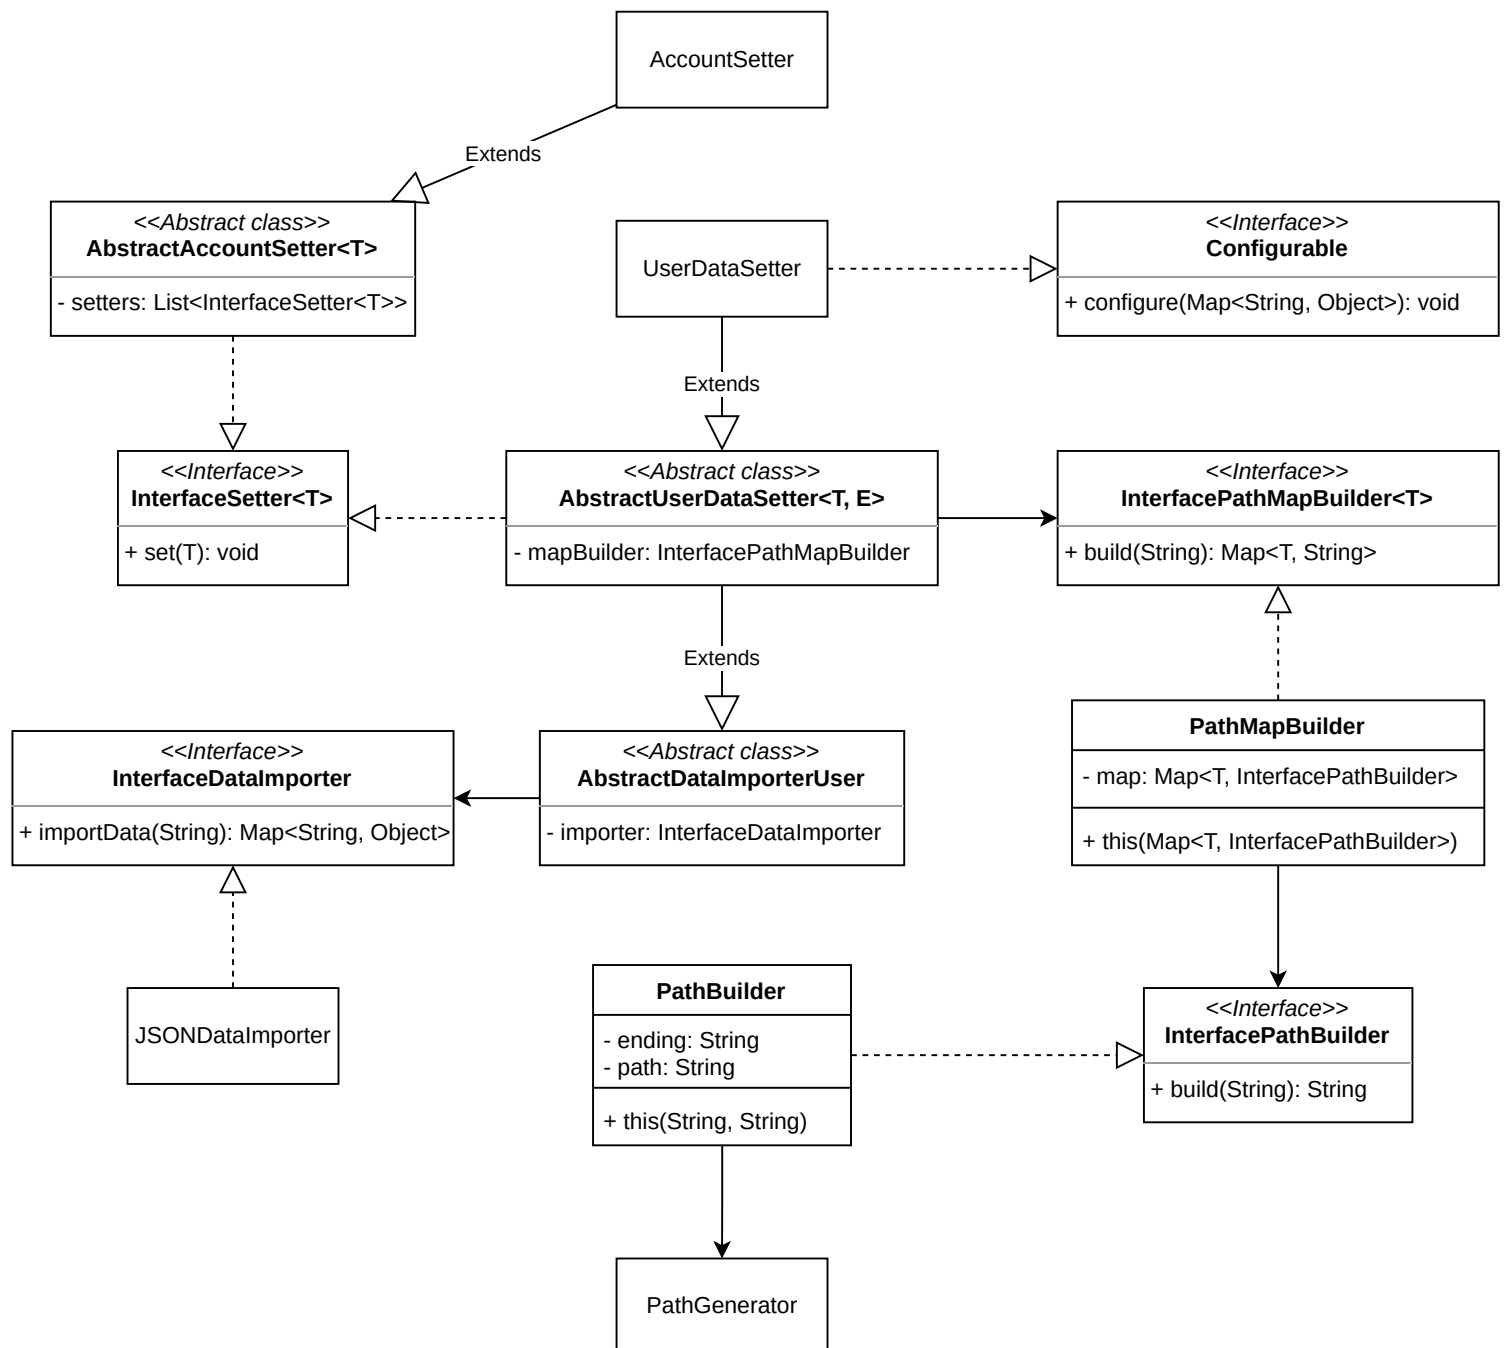 AccountSetter
Extends
<<Abstract class>>
AbstractAccountSetter<T>
- setters: List<InterfaceSetter<T>>
UserDataSetter
<<Interface>>
Configurable
+ configure(Map<String, Object>): void
Extends
<<Interface>>
InterfaceSetter<T>
+ set(T): void
<<Abstract class>>
AbstractUserDataSetter<T, E>
- mapBuilder: InterfacePathMapBuilder
<<Interface>>
InterfacePathMapBuilder<T>
+ build(String): Map<T, String>
Extends
<<Interface>>
InterfaceDataImporter
+ importData(String): Map<String, Object>
<<Abstract class>>
AbstractDataImporterUser
- importer: InterfaceDataImporter
PathMapBuilder
- map: Map<T, InterfacePathBuilder>
+ this(Map<T, InterfacePathBuilder>)
JSONDataImporter
PathBuilder
- ending: String
- path: String
+ this(String, String)
<<Interface>>
InterfacePathBuilder
+ build(String): String
PathGenerator